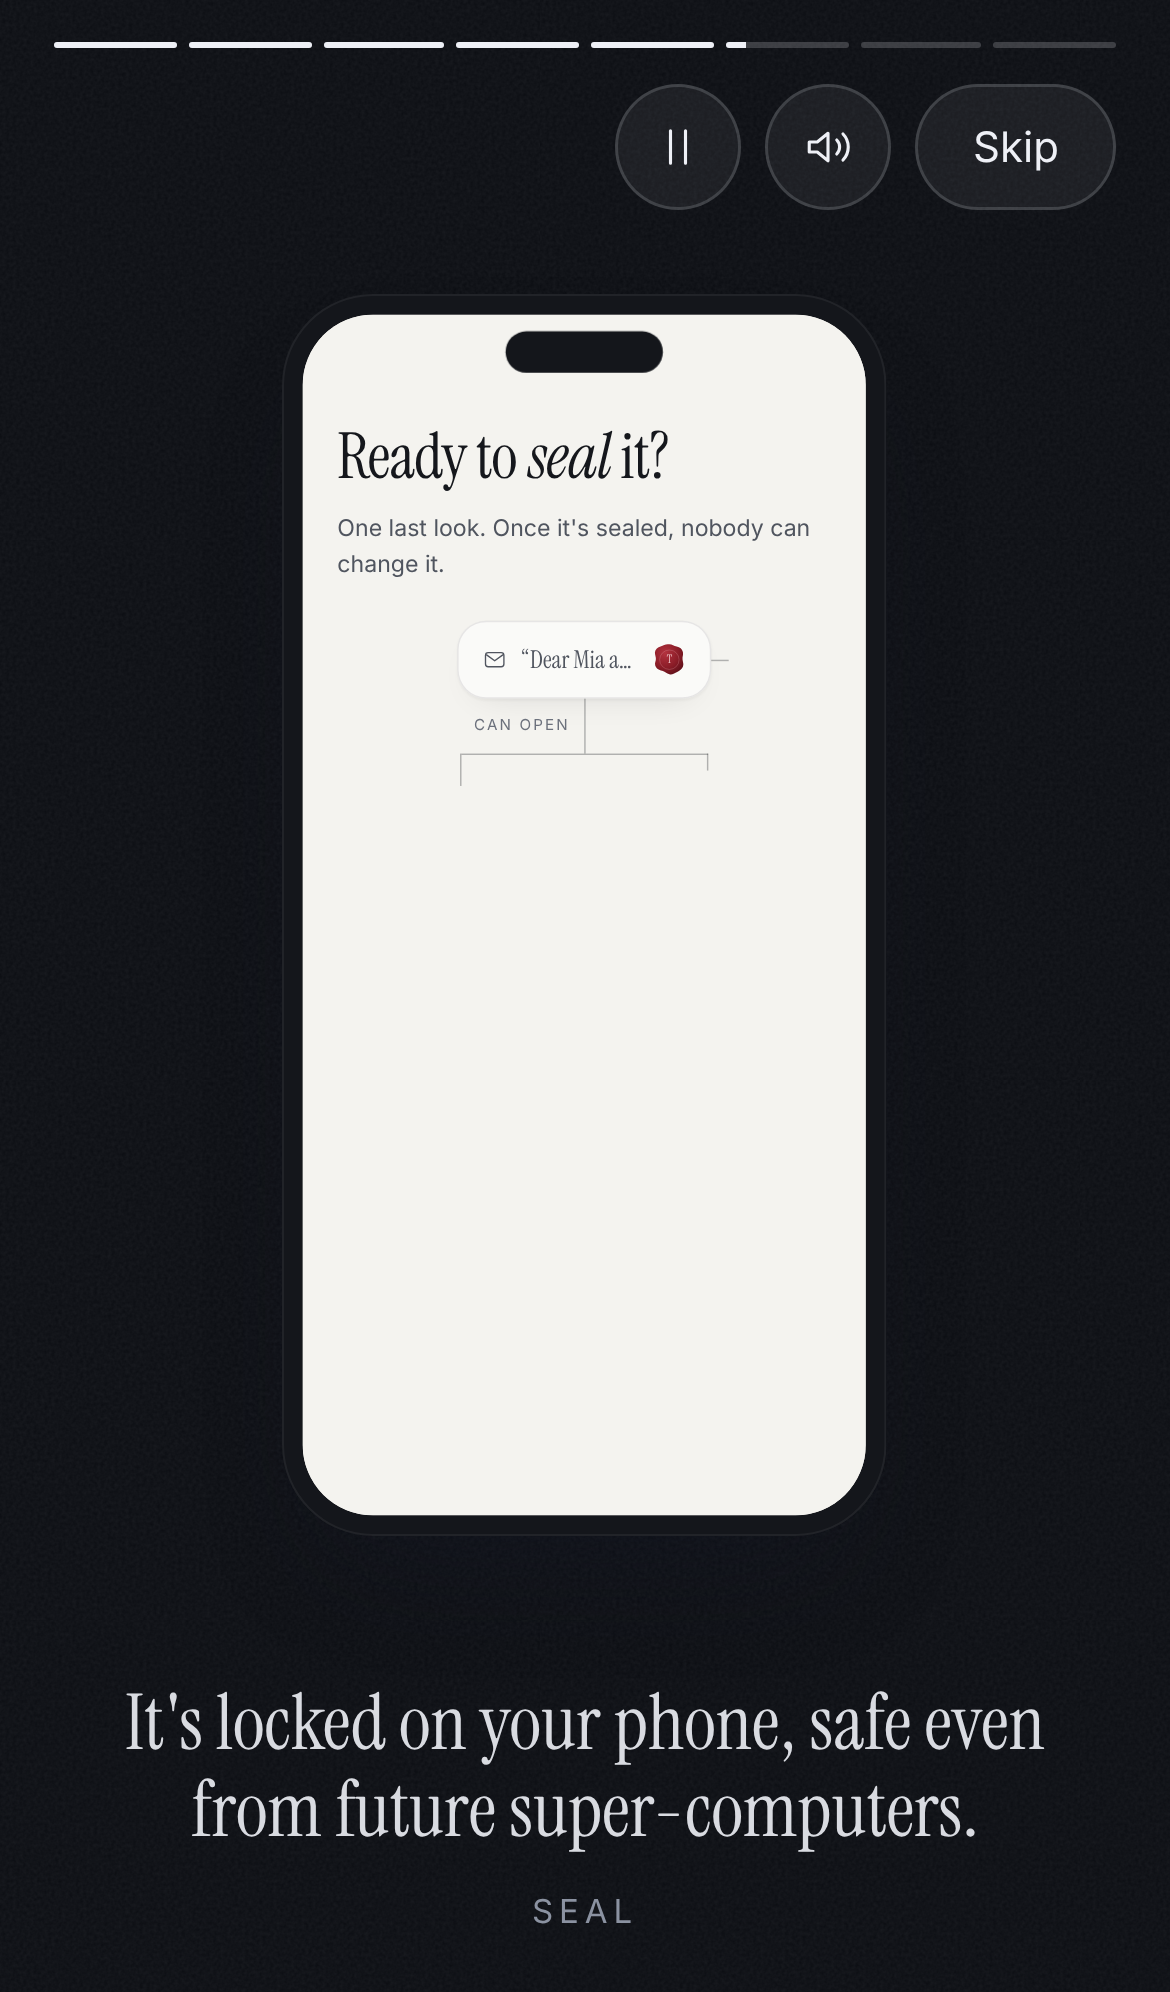 Skip
Ready to seal it?
One last look. Once it's sealed, nobody can
change it.
“Dear Mia a...
T
CAN OPEN
It's locked on your phone, safe even
from future super-computers.
SEAL